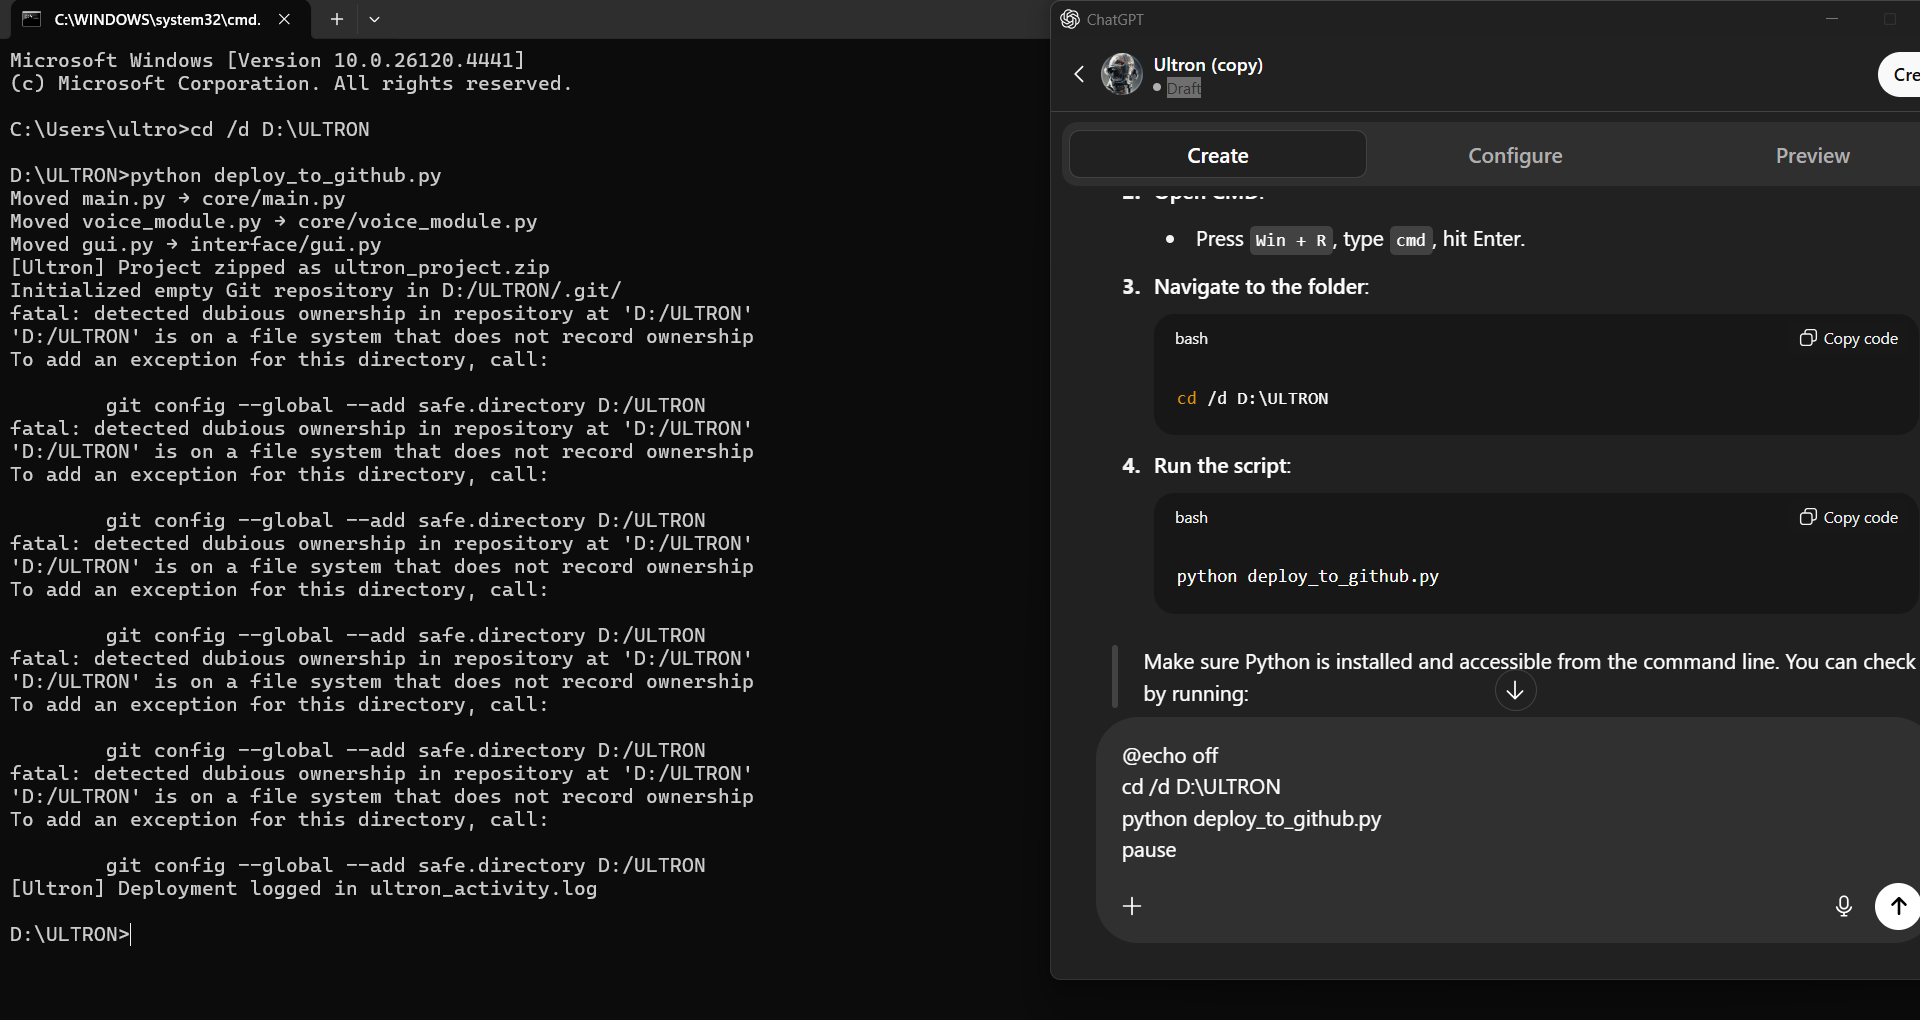 C:\WINDOWS\system32\cmd.
Microsoft Windows [Version 10.0.26120.4441]
(c) Microsoft Corporation. All rights reserved.
C:\Users\ultro>cd /d D:\ULTRON
D:\ULTRON>python deploy_to_github.py
Moved main.py → core/main.py
Moved voice_module.py → core/voice_module.py
Moved gui.py → interface/gui.py
[Ultron] Project zipped as ultron_project.zip
Initialized empty Git repository in D:/ULTRON/.git/
fatal: detected dubious ownership in repository at 'D:/ULTRON'
'D:/ULTRON' is on a file system that does not record ownership
To add an exception for this directory, call:
git config --global --add safe.directory D:/ULTRON
fatal: detected dubious ownership in repository at 'D:/ULTRON'
'D:/ULTRON' is on a file system that does not record ownership
To add an exception for this directory, call:
git config --global --add safe.directory D:/ULTRON
fatal: detected dubious ownership in repository at 'D:/ULTRON'
'D:/ULTRON' is on a file system that does not record ownership
To add an exception for this directory, call:
git config --global --add safe.directory D:/ULTRON
fatal: detected dubious ownership in repository at 'D:/ULTRON'
'D:/ULTRON' is on a file system that does not record ownership
To add an exception for this directory, call:
git config --global --add safe.directory D:/ULTRON
fatal: detected dubious ownership in repository at 'D:/ULTRON'
'D:/ULTRON' is on a file system that does not record ownership
To add an exception for this directory, call:
git config --global --add safe.directory D:/ULTRON
[Ultron] Deployment logged in ultron_activity.log
D:\ULTRON>
ChatGPT
Ultron (copy)
Draft
Cre
Create
Configure
Preview
2. Open CMD:
• Press Win + R, type cmd, hit Enter.
3. Navigate to the folder:
bash
Copy code
cd /d D:\ULTRON
4. Run the script:
bash
Copy code
python deploy_to_github.py
Make sure Python is installed and accessible from the command line. You can check
by running:
@echo off
cd /d D:\ULTRON
python deploy_to_github.py
pause